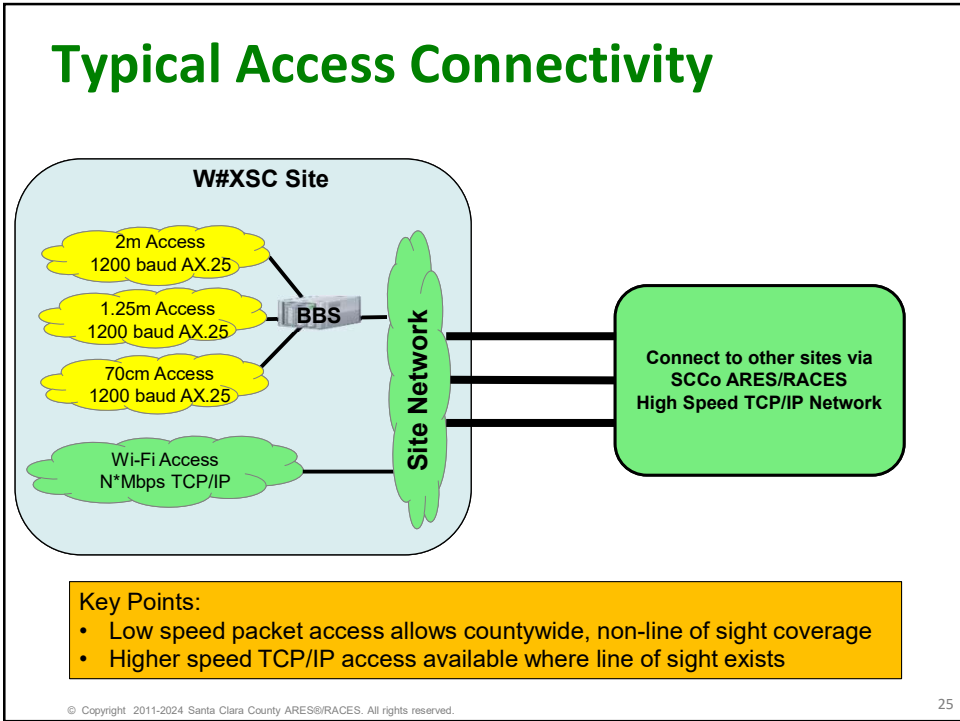 Typical Access Connectivity
W#XSC Site
2m Access
1200 baud AX.25
1.25m Access
1200 baud AX.25
70cm Access
1200 baud AX.25
BBS
Wi-Fi Access
N*Mbps TCP/IP
Site Network
Connect to other sites via
SCCo ARES/RACES
High Speed TCP/IP Network
Key Points:
• Low speed packet access allows countywide, non-line of sight coverage
• Higher speed TCP/IP access available where line of sight exists
© Copyright 2011-2024 Santa Clara County ARES®/RACES. All rights reserved.
25